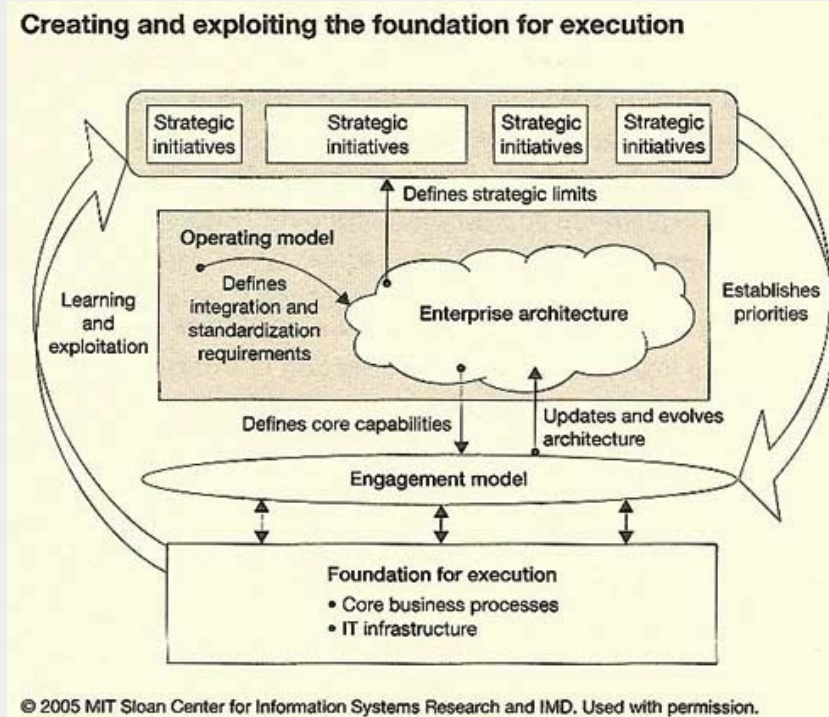 Creating and exploiting the foundation for execution
Strategic
initiatives
Strategic
initiatives
Strategic
initiatives
Strategic
initiatives
Defines strategic limits
Operating model
Defines
integration and
standardization
requirements
Enterprise architecture
Learning
and
exploitation
Establishes
priorities
Defines core capabilities
Updates and evolves
architecture
Engagement model
Foundation for execution
• Core business processes
• IT infrastructure
© 2005 MIT Sloan Center for Information Systems Research and IMD. Used with permission.